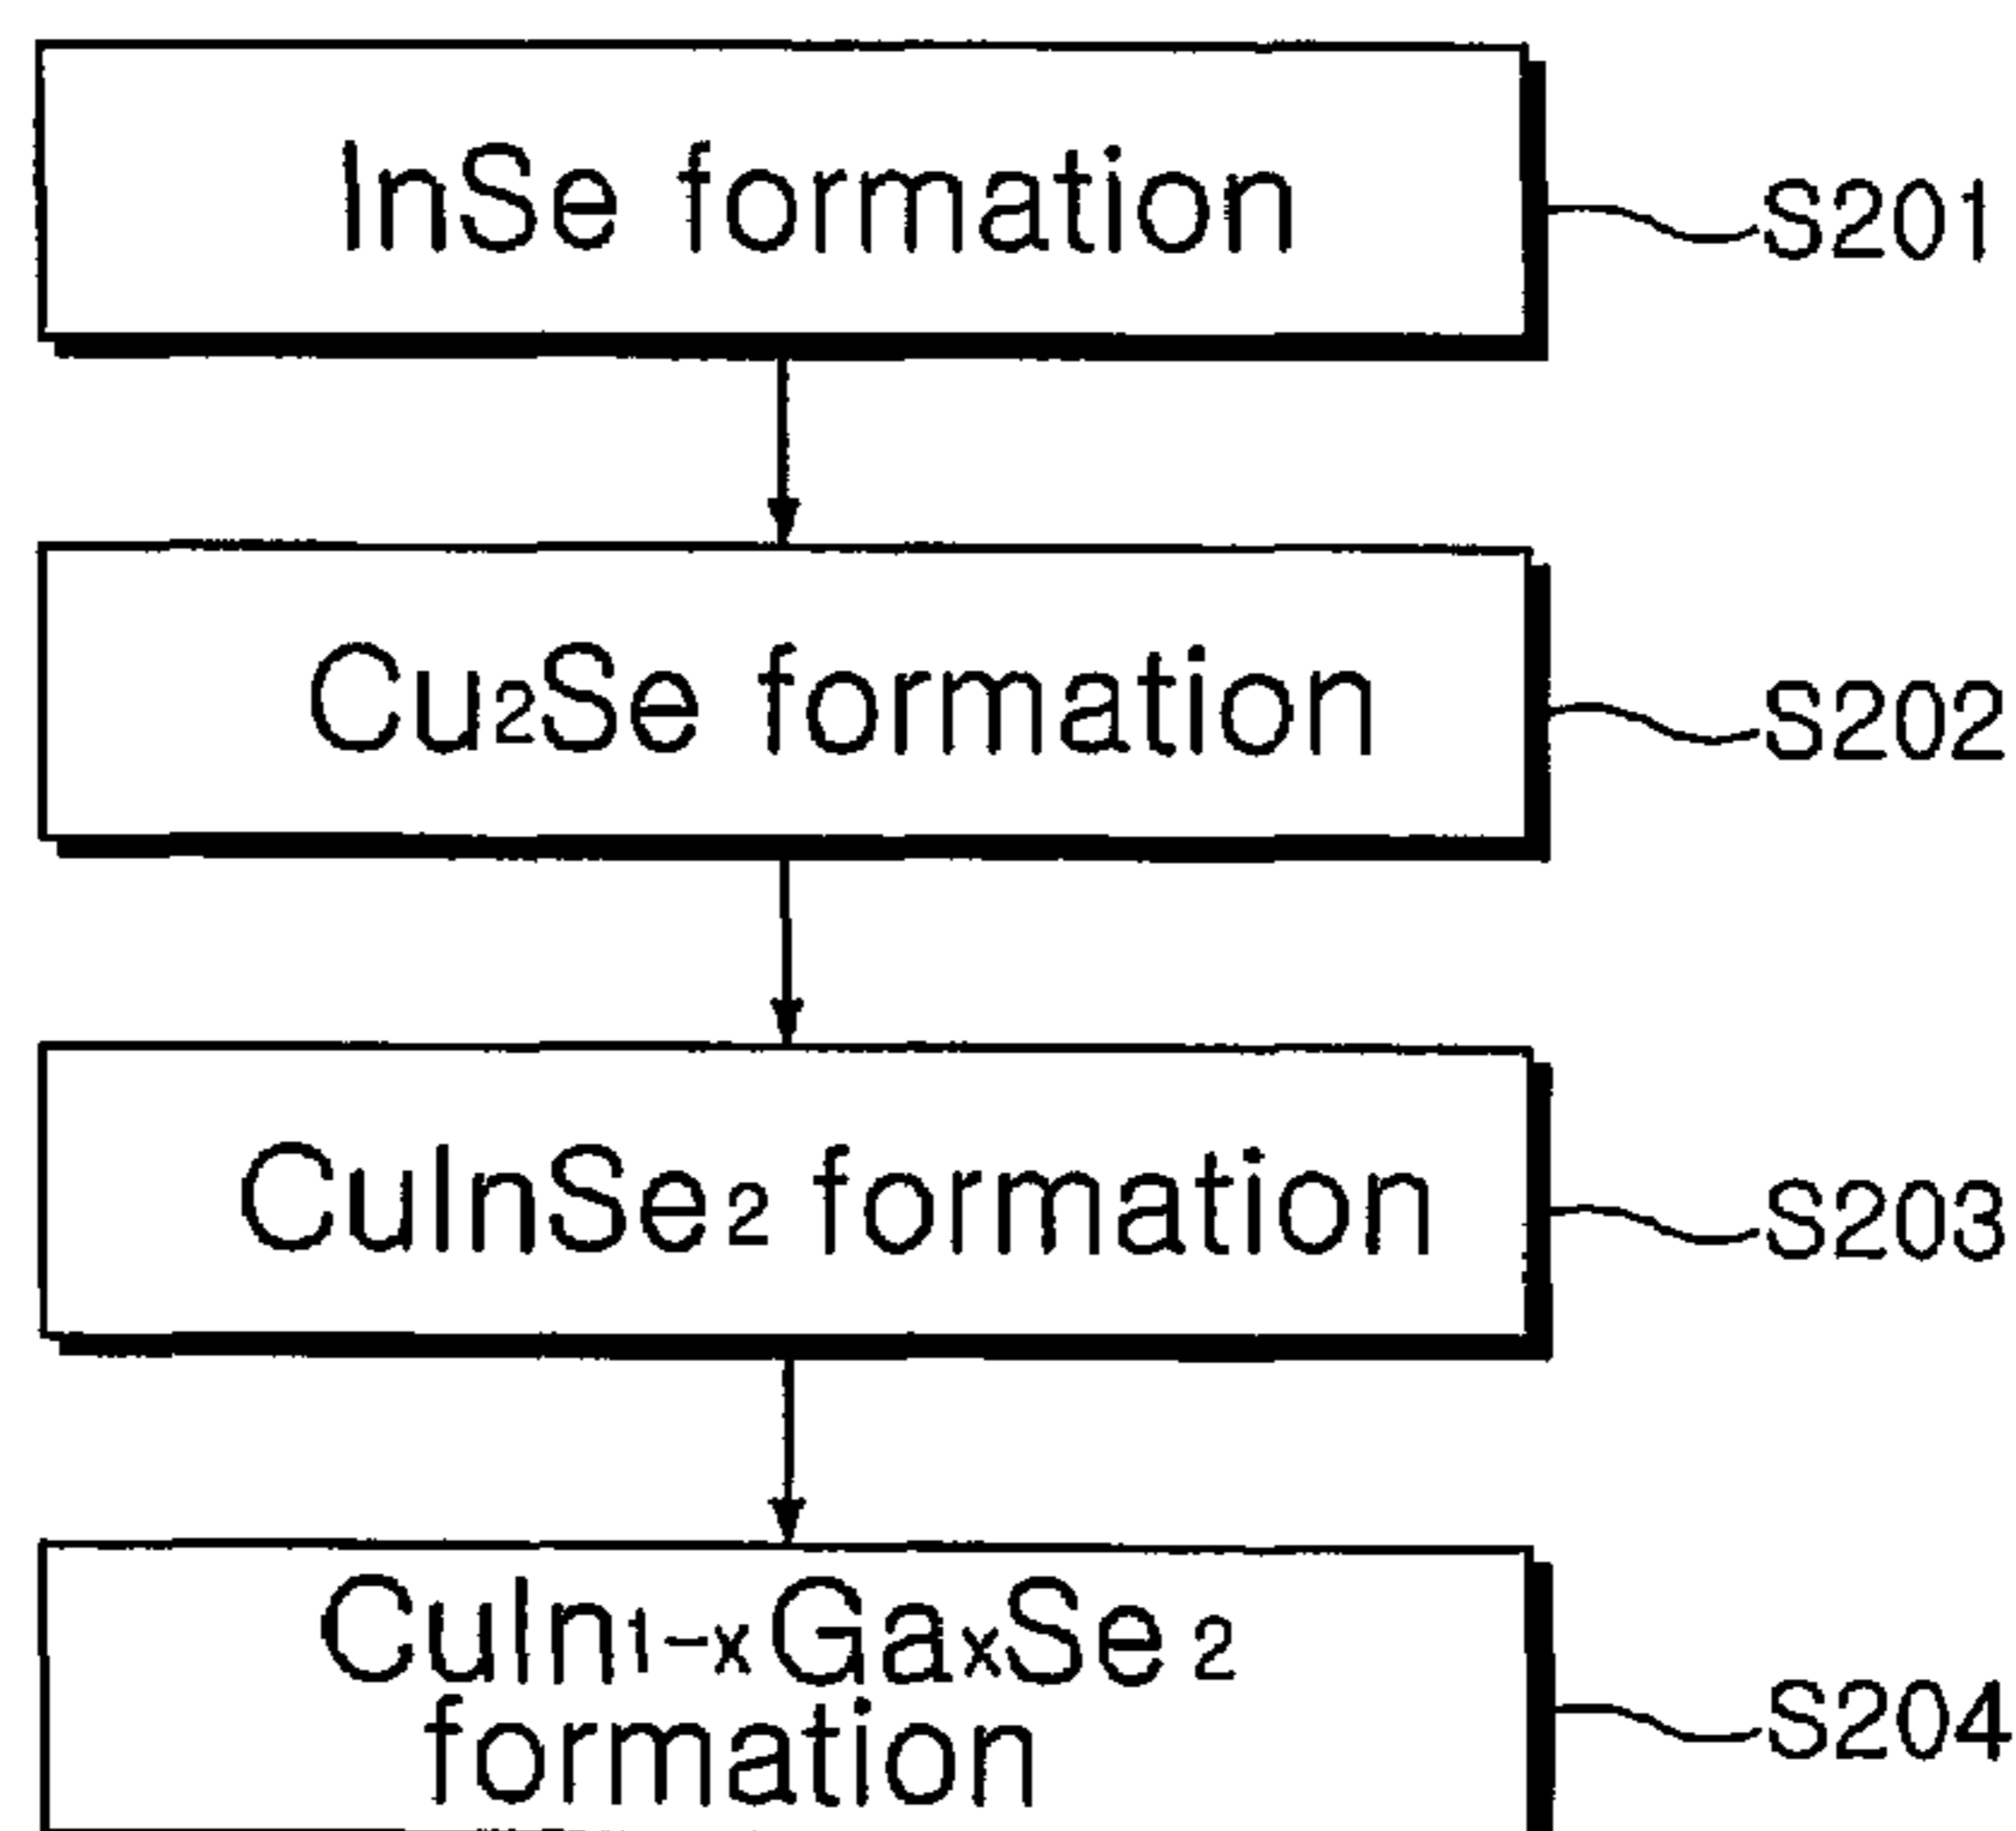 InSe formation
S201
Cu₂Se formation
S202
CuInSe₂ formation
S203
CuIn₁₋ₓGaₓSe₂
formation
S204